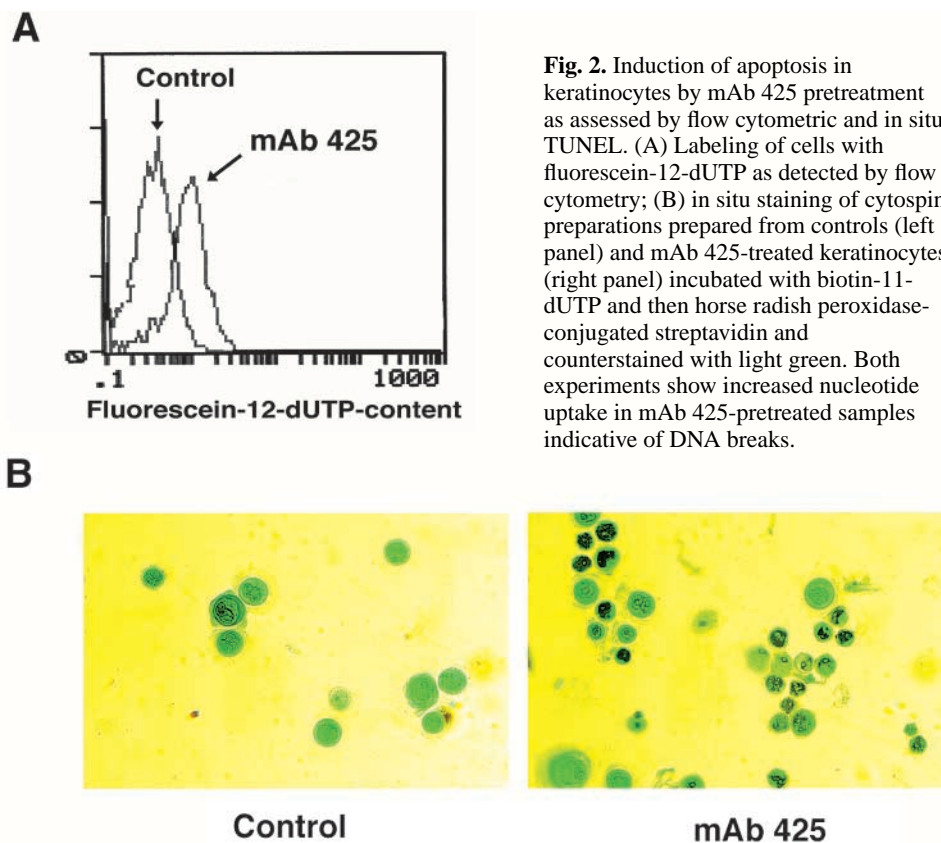 A
Control
mAb 425
0
.1 1000
Fluorescein-12-dUTP-content
Fig. 2. Induction of apoptosis in
keratinocytes by mAb 425 pretreatment
as assessed by flow cytometric and in situ
TUNEL. (A) Labeling of cells with
fluorescein-12-dUTP as detected by flow
cytometry; (B) in situ staining of cytospin
preparations prepared from controls (left
panel) and mAb 425-treated keratinocytes
(right panel) incubated with biotin-11-
dUTP and then horse radish peroxidase-
conjugated streptavidin and
counterstained with light green. Both
experiments show increased nucleotide
uptake in mAb 425-pretreated samples
indicative of DNA breaks.
B
Control
mAb 425